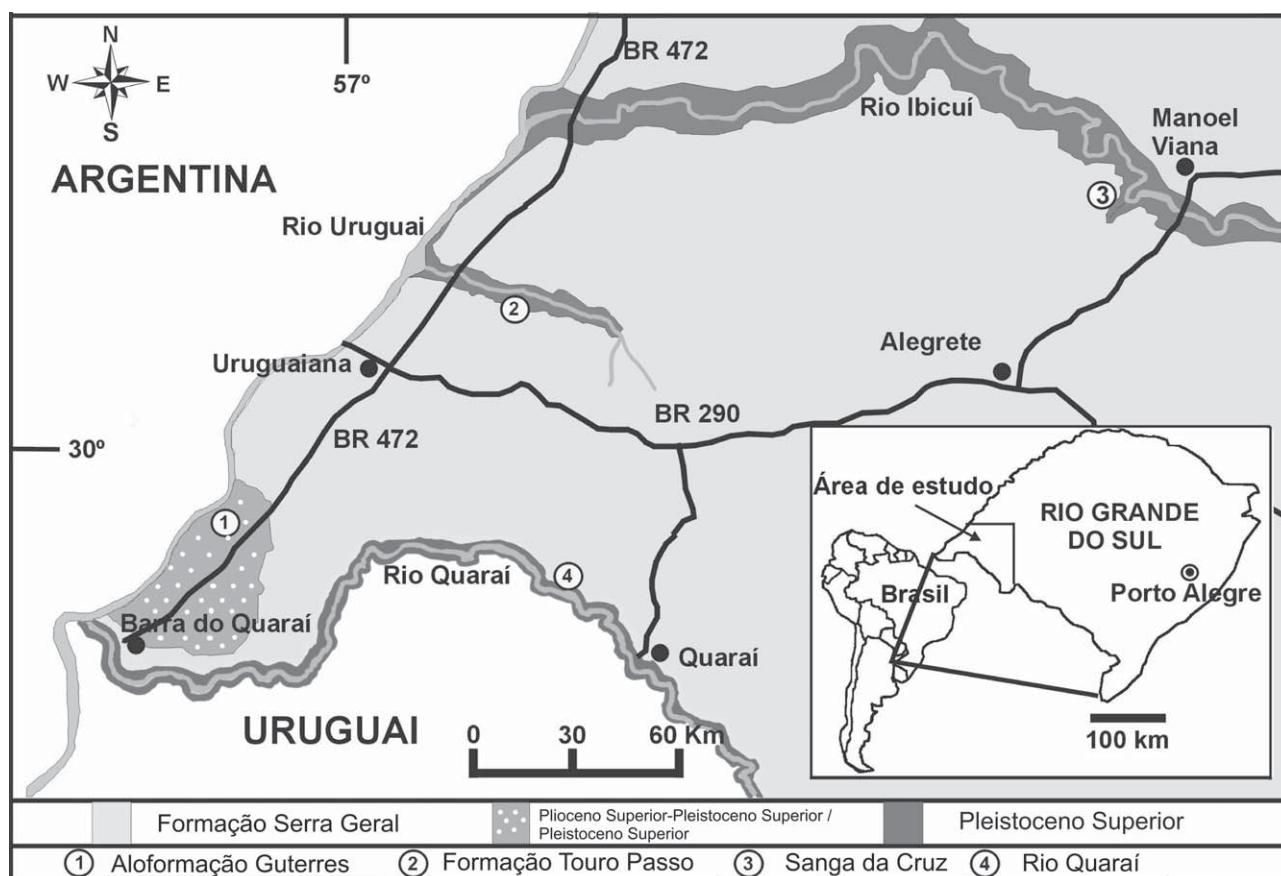 N
W E
S
57º
BR 472
ARGENTINA
Rio Ibicuí
Manoel
Viana
3
Rio Uruguai
2
Uruguaiana
Alegrete
BR 290
BR 472
30º
1
Rio Quaraí
4
Barra do Quaraí
Quaraí
URUGUAI
0 30 60 Km
Área de estudo
RIO GRANDE
DO SUL
Brasil
Porto Alegre
100 km
Formação Serra Geral
Plioceno Superior-Pleistoceno Superior /
Pleistoceno Superior
Pleistoceno Superior
1 Aloformação Guterres 2 Formação Touro Passo 3 Sanga da Cruz 4 Rio Quaraí